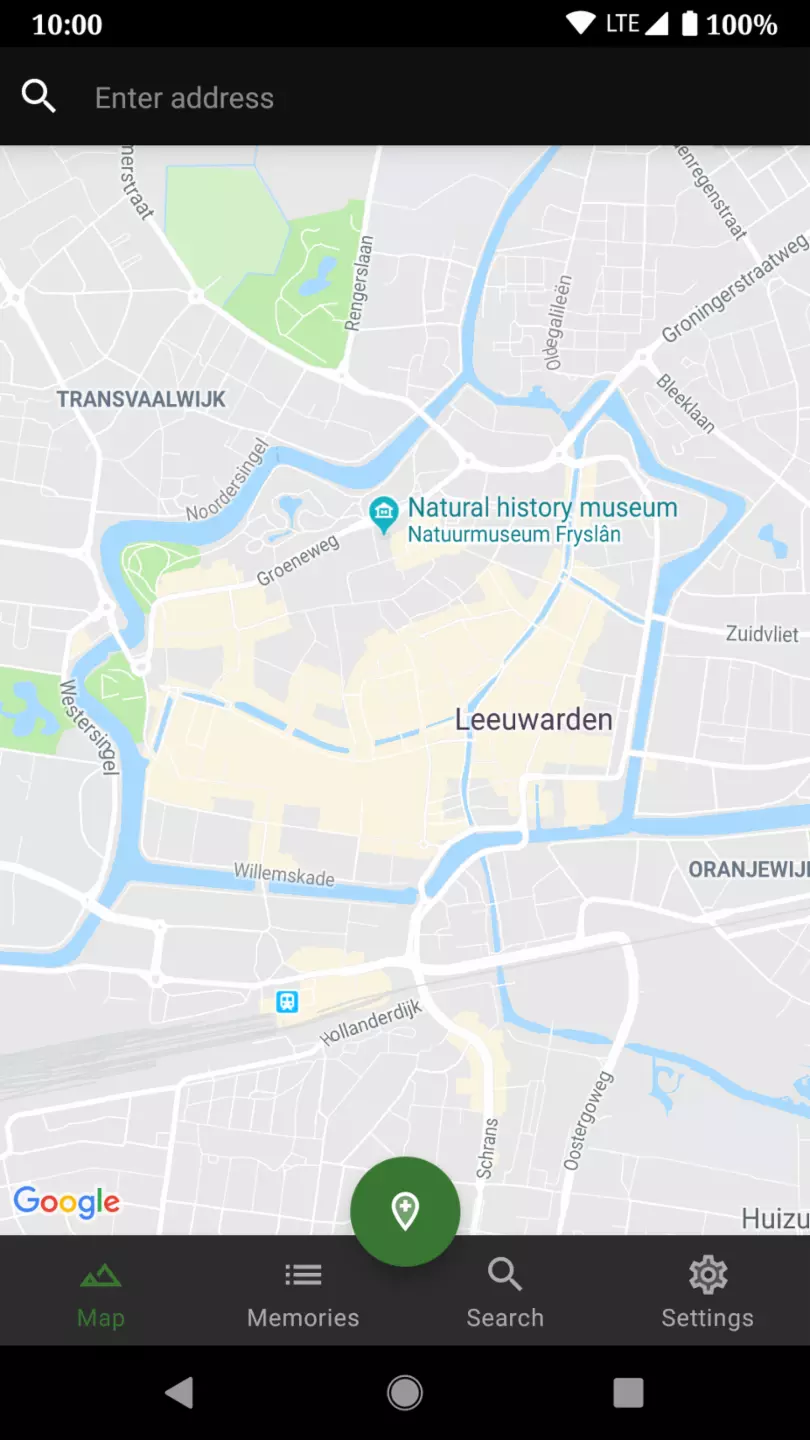 10:00 LTE 100%
Enter address
nerstraat
enregenstraat
Rengerslaan
Groningerstraatweg
Oldegalileën
Bleeklaan
TRANSVAALWIJK
Noordersingel
Natural history museum
Natuurmuseum Fryslân
Groeneweg
Zuidvliet
Westersingel
Leeuwarden
Willemskade
ORANJEWIJ
Hollanderdijk
Schrans
Oostergoweg
Google
Huizu
Map
Memories
Search
Settings